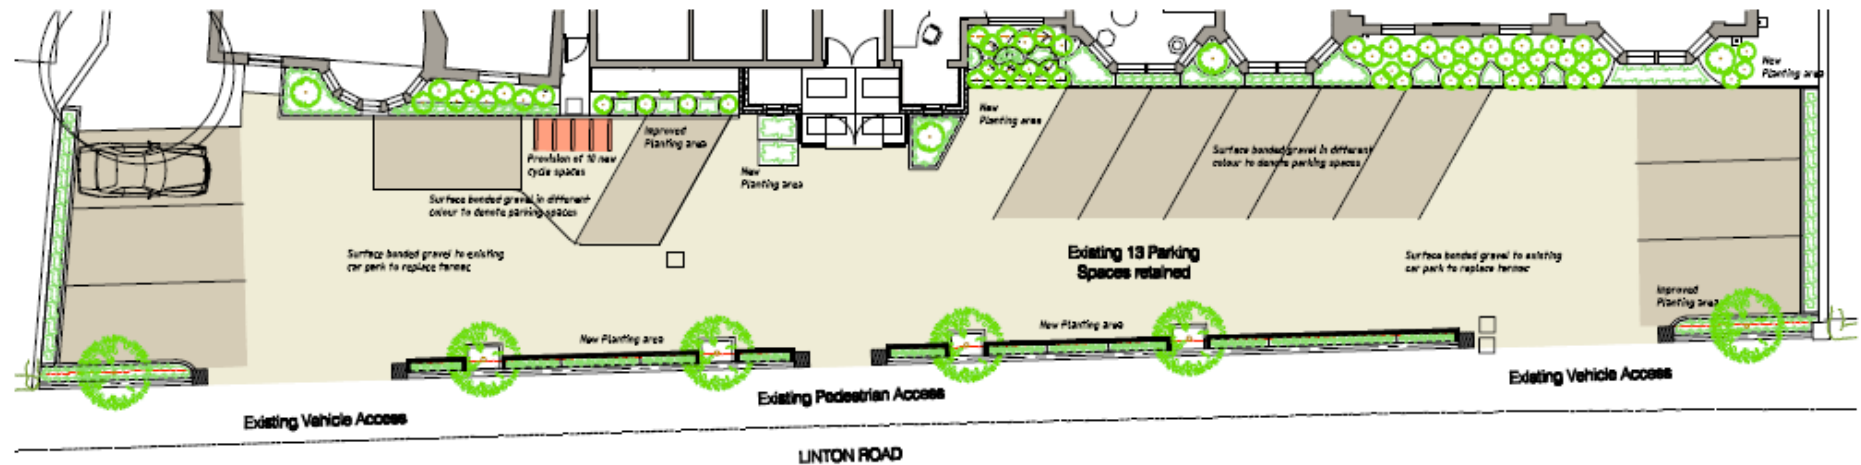 New
Planting area
New
Planting area
Improved
Planting area
Provision of 10 new
cycle spaces
Surface bonded gravel in different
colour to denote parking spaces
New
Planting area
Surface bonded gravel in different
colour to denote parking spaces
Surface bonded gravel to existing
car park to replace tarmac
Existing 13 Parking
Spaces retained
Surface bonded gravel to existing
car park to replace tarmac
Improved
Planting area
New Planting area
New Planting area
Existing Vehicle Access
Existing Pedestrian Access
Existing Vehicle Access
LINTON ROAD